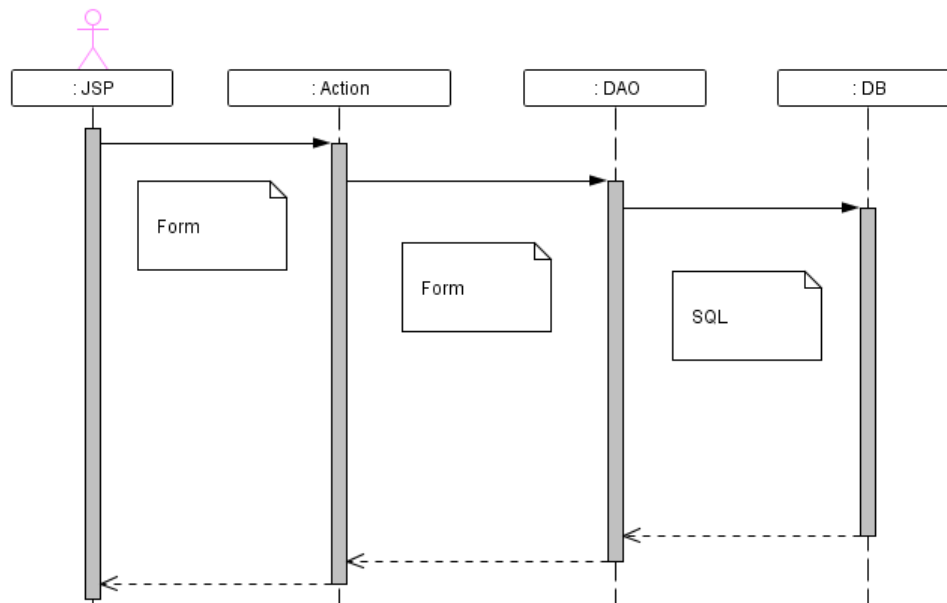 : JSP
: Action
: DAO
: DB
Form
Form
SQL